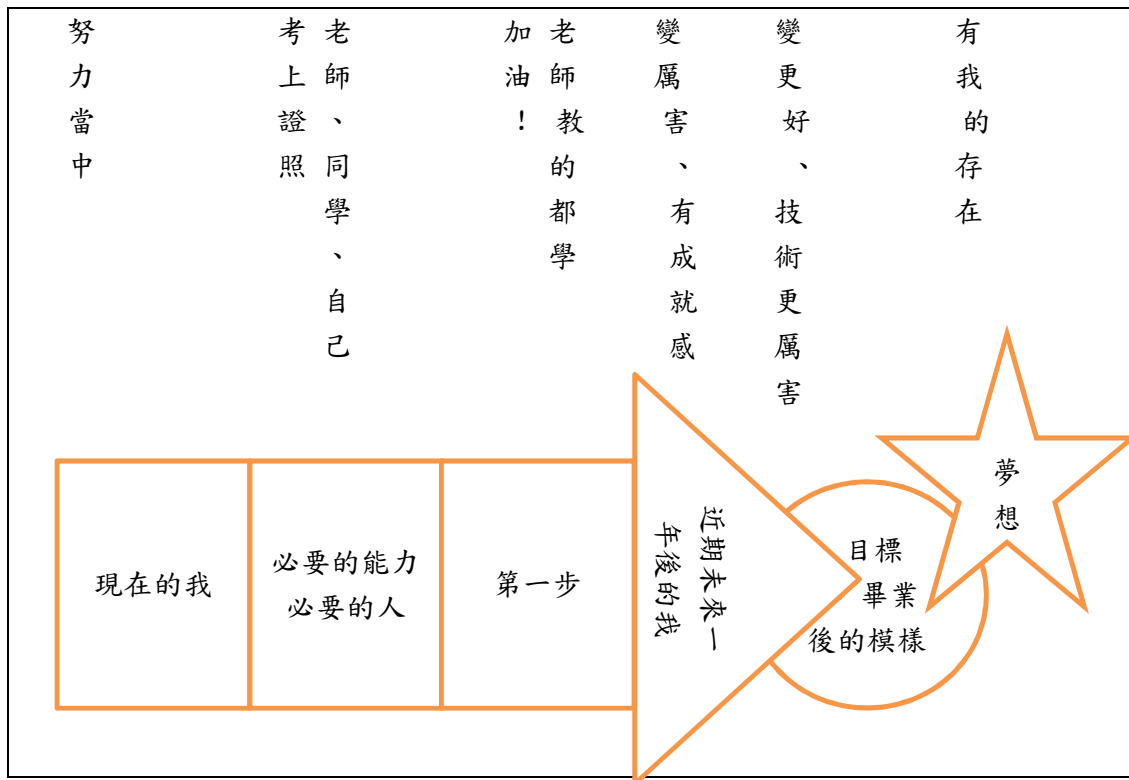 努力當中
老師、同學、自己
考上證照
老師教的都學
加油！
變厲害、有成就感
變更好、技術更厲害
有我的存在
現在的我
必要的能力
必要的人
第一步
近期未來一
年後的我
目標
畢業
後的模樣
夢
想